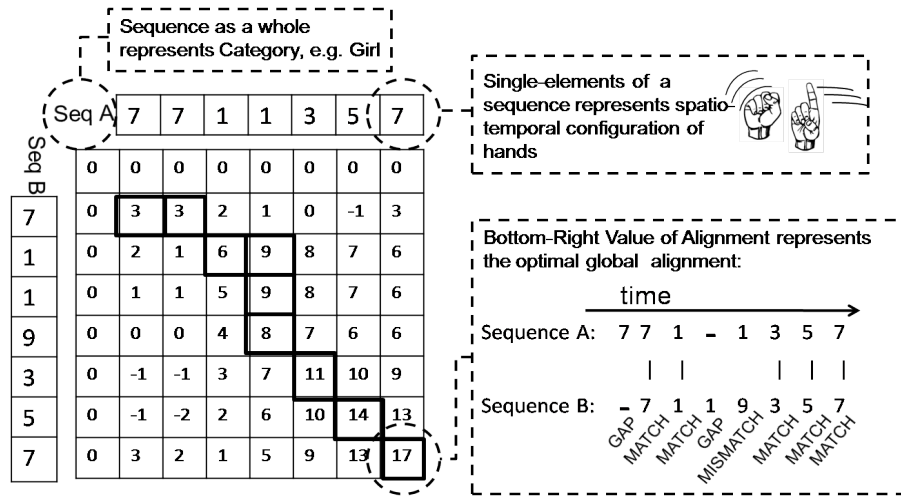 Sequence as a whole
represents Category, e.g. Girl
Single-elements of a
sequence represents spatio-
temporal configuration of
hands
Seq A 7 7 1 1 3 5 7
Seq B
0 0 0 0 0 0 0 0
7 0 3 3 2 1 0 -1 3
1 0 2 1 6 9 8 7 6
1 0 1 1 5 9 8 7 6
9 0 0 0 4 8 7 6 6
3 0 -1 -1 3 7 11 10 9
5 0 -1 -2 2 6 10 14 13
7 0 3 2 1 5 9 13 17
Bottom-Right Value of Alignment represents
the optimal global alignment:
time
Sequence A: 7 7 1 - 1 3 5 7
| | | | |
Sequence B: - 7 1 1 9 3 5 7
GAP MATCH MATCH GAP MISMATCH MATCH MATCH MATCH